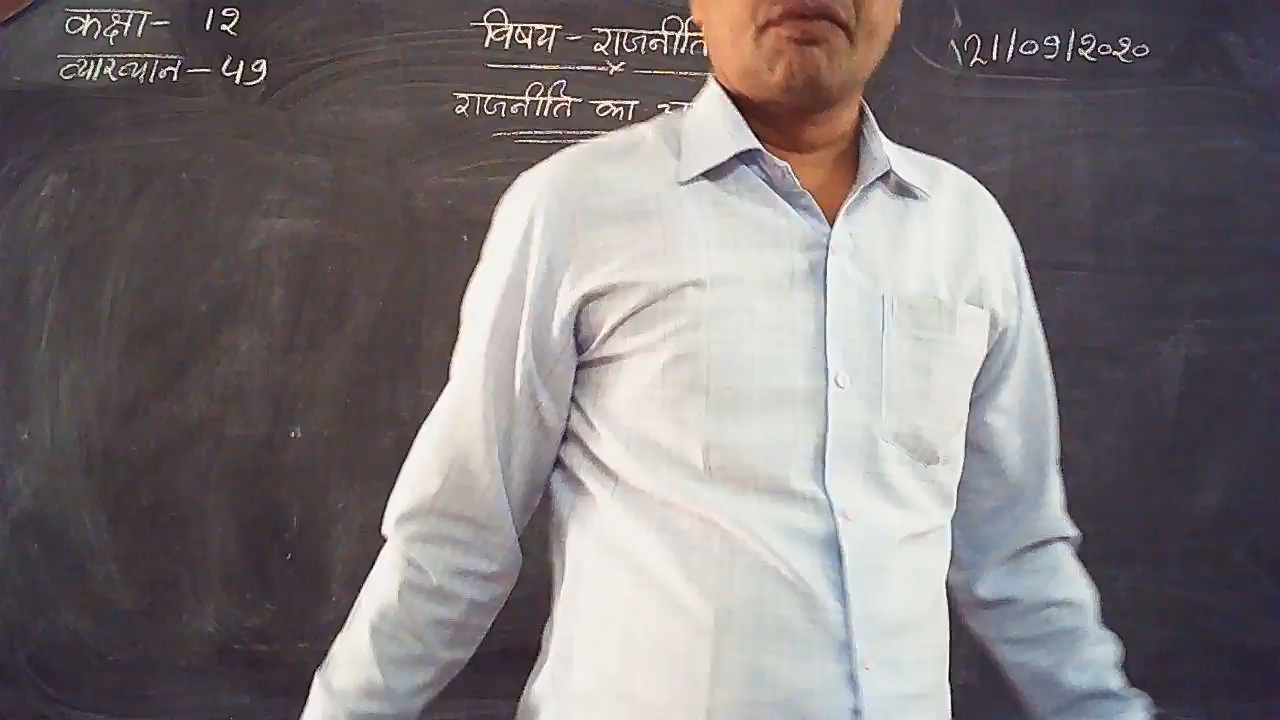 कक्षा- 12
विषय - राजनीति
21/09/2020
व्याख्यान - 49
राजनीति का